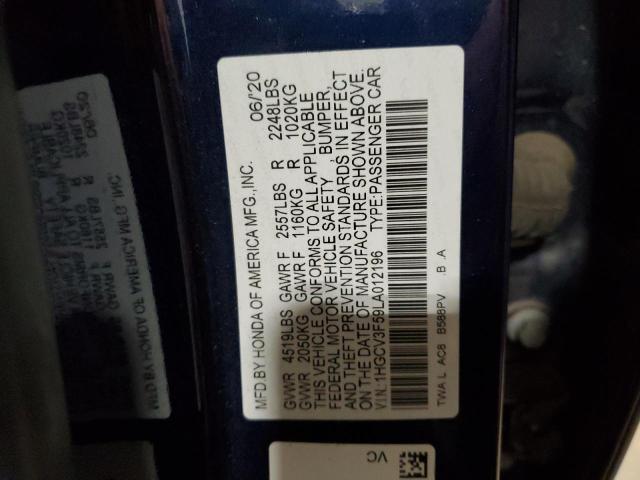 MFD BY HONDA OF AMERICA MFG.,INC. 06/'20
GVWR 4519LBS GAWR F 2557LBS R 2248LBS
GVWR 2050KG GAWR F 1160KG R 1020KG
THIS VEHICLE CONFORMS TO ALL APPLICABLE
FEDERAL MOTOR VEHICLE SAFETY, BUMPER,
AND THEFT PREVENTION STANDARDS IN EFFECT
ON THE DATE OF MANUFACTURE SHOWN ABOVE.
V.I.N.:1HGCV3F59LA012196 TYPE:PASSENGER CAR
TWA L AC8 B588PV .B .A
VC